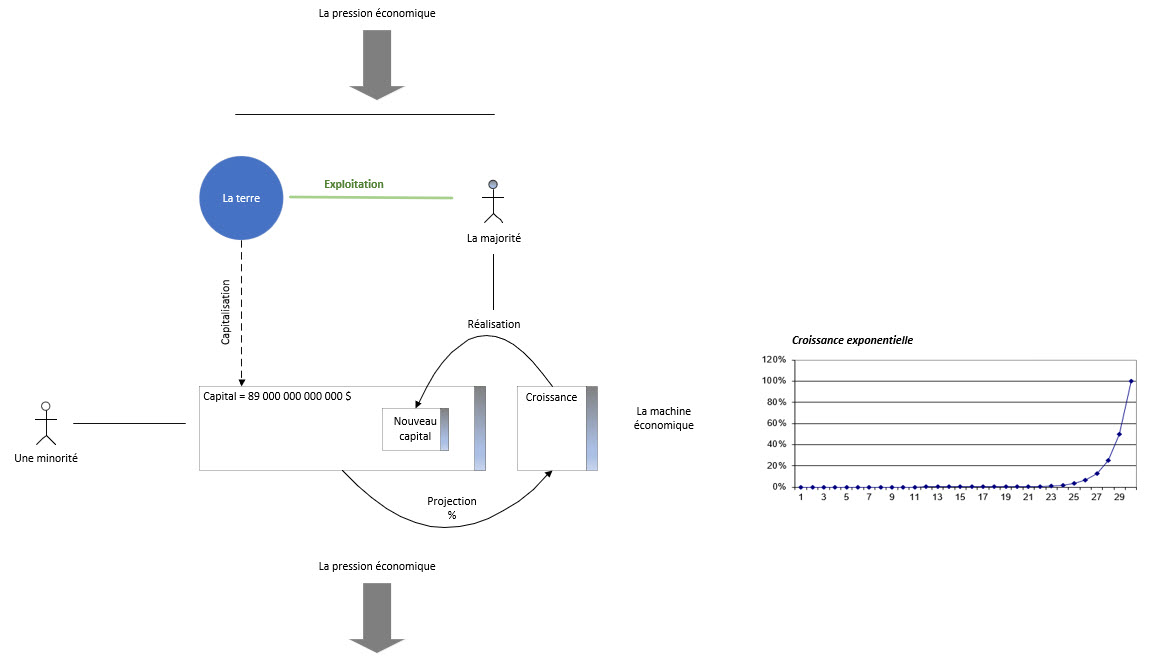 La pression économique
La terre
Exploitation
La majorité
Capitalisation
Réalisation
Capital = 89 000 000 000 000 $
Nouveau
capital
Croissance
La machine
économique
Une minorité
Projection
%
La pression économique
Croissance exponentielle
120%
100%
80%
60%
40%
20%
0%
1 3 5 7 9 11 13 15 17 19 21 23 25 27 29